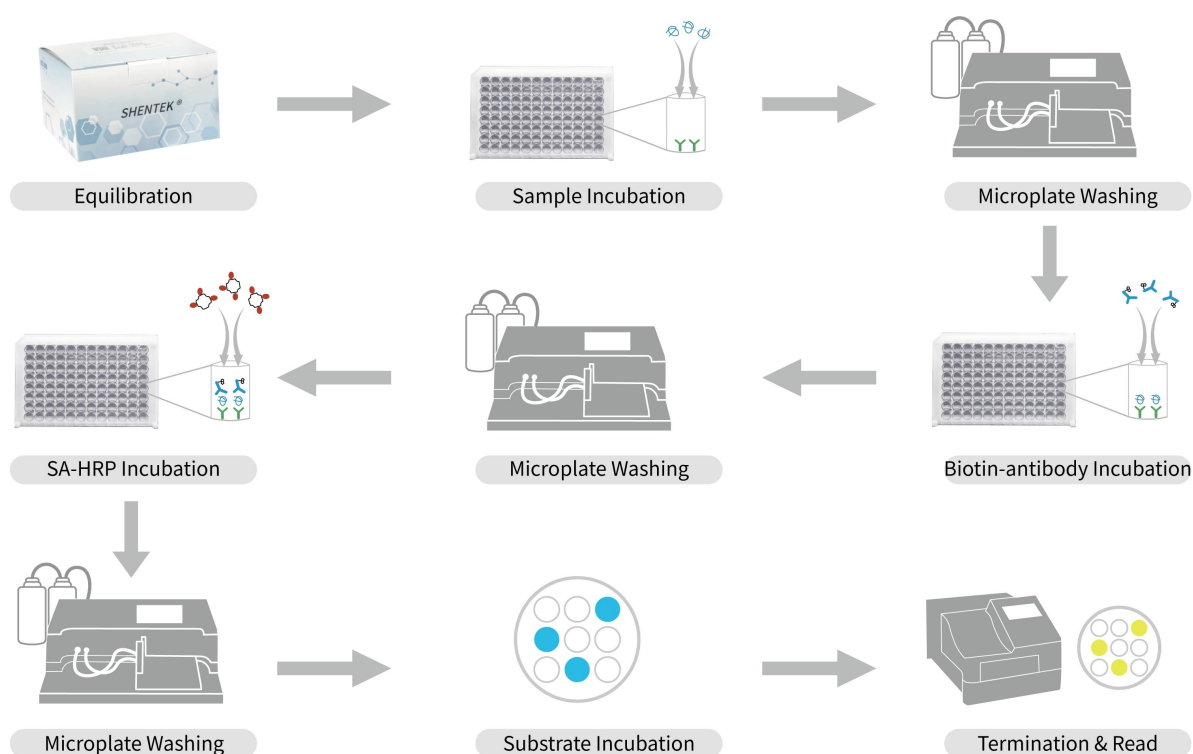 SHENTEK ®
Equilibration
Sample Incubation
Microplate Washing
SA-HRP Incubation
Microplate Washing
Biotin-antibody Incubation
Microplate Washing
Substrate Incubation
Termination & Read